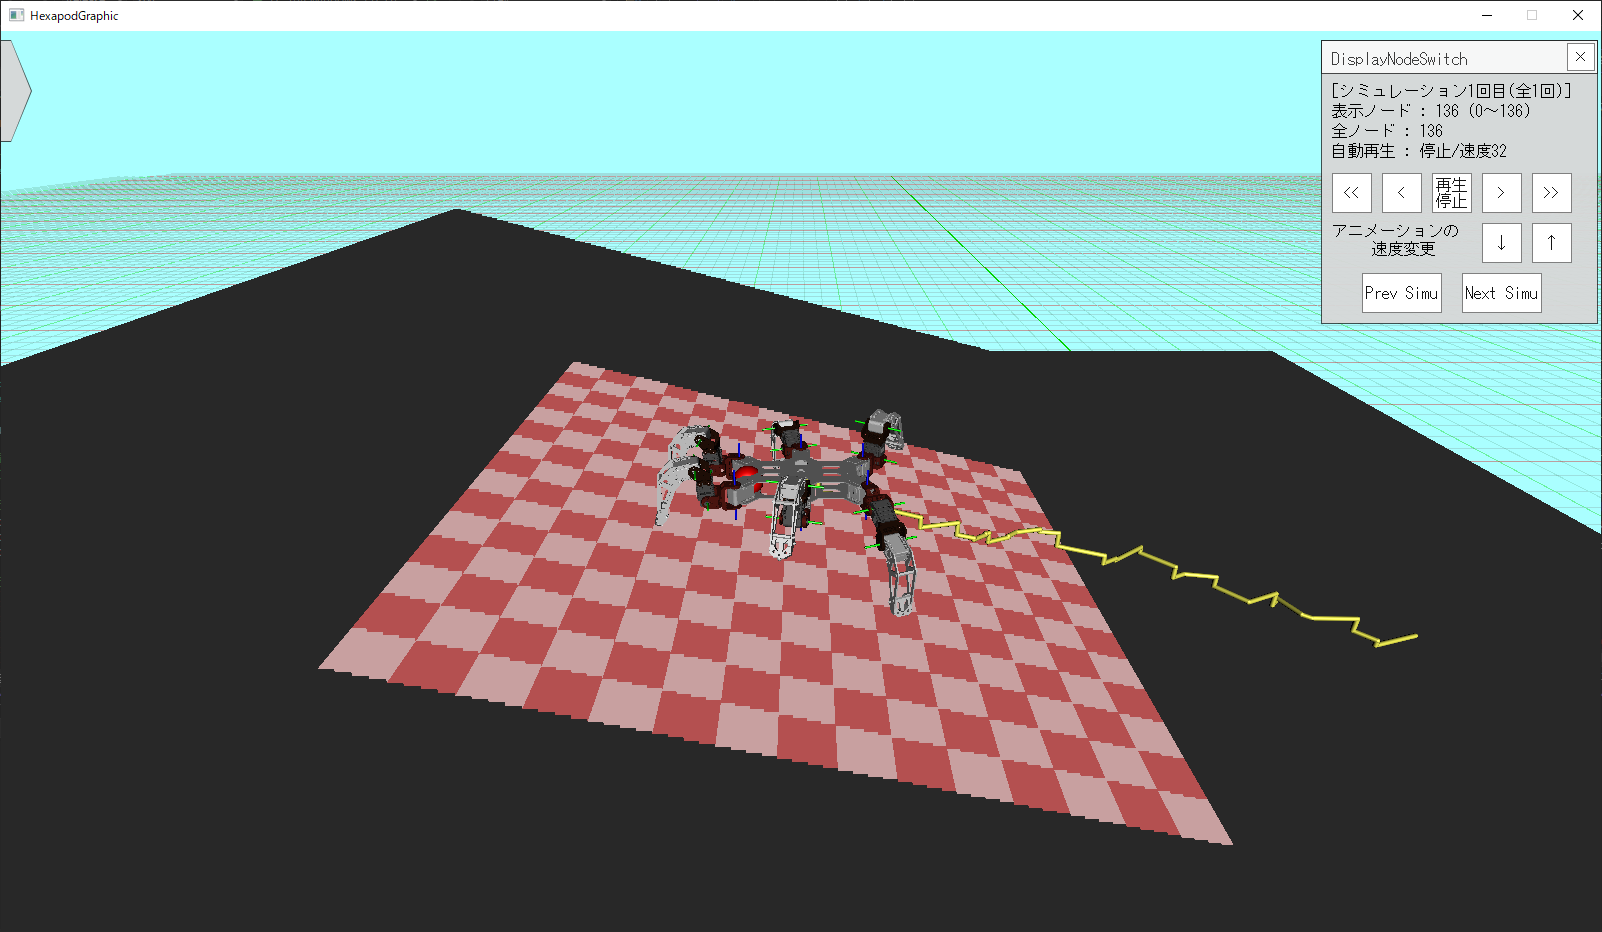 HexapodGraphic
DisplayNodeSwitch
[シミュレーション1回目(全1回)]
表示ノード : 136 (0～136)
全ノード : 136
自動再生 : 停止/速度32
<<
<
再生
停止
>
>>
アニメーションの
速度変更
↓
↑
Prev Simu
Next Simu